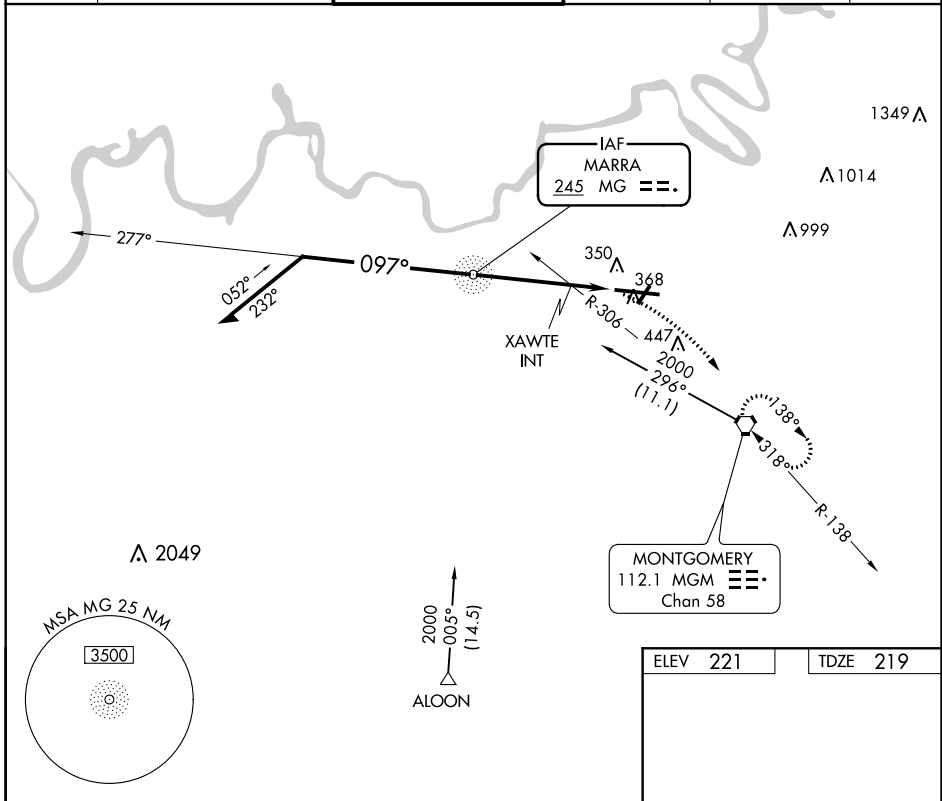 1349
IAF
MARRA
245 MG
1014
999
277°
097°
350
368
052°
232°
R-306
XAWTE
INT
447
2000
296°
(11.1)
138°
318°
R-138
2049
MONTGOMERY
112.1 MGM
Chan 58
MSA MG 25 NM
3500
2000
005°
(14.5)
ALOON
ELEV 221
TDZE 219